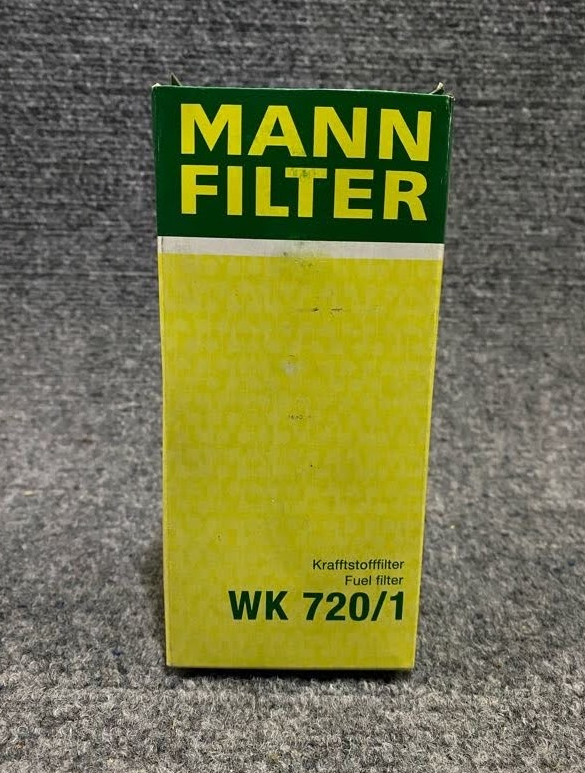 MANN
FILTER
Krafftstofffilter
Fuel filter
WK 720/1